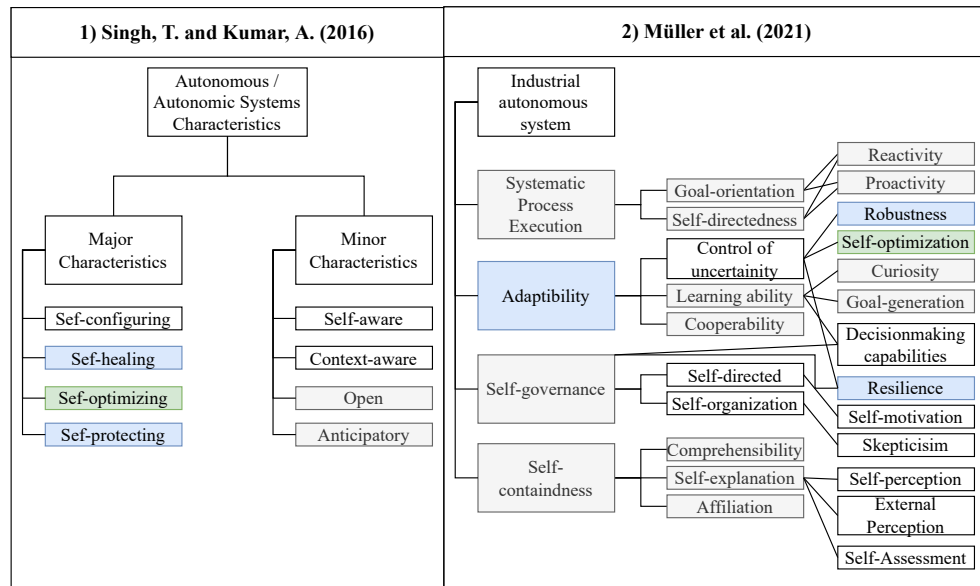 1) Singh, T. and Kumar, A. (2016)
Autonomous /
Autonomic Systems
Characteristics
Major
Characteristics
Sef-configuring
Sef-healing
Sef-optimizing
Sef-protecting
Minor
Characteristics
Self-aware
Context-aware
Open
Anticipatory
2) Müller et al. (2021)
Industrial
autonomous
system
Systematic
Process
Execution
Adaptibility
Self-governance
Self-
containdness
Goal-orientation
Self-directedness
Control of
uncertainity
Learning ability
Cooperability
Self-directed
Self-organization
Comprehensibility
Self-explanation
Affiliation
Reactivity
Proactivity
Robustness
Self-optimization
Curiosity
Goal-generation
Decisionmaking
capabilities
Resilience
Self-motivation
Skepticisim
Self-perception
External
Perception
Self-Assessment